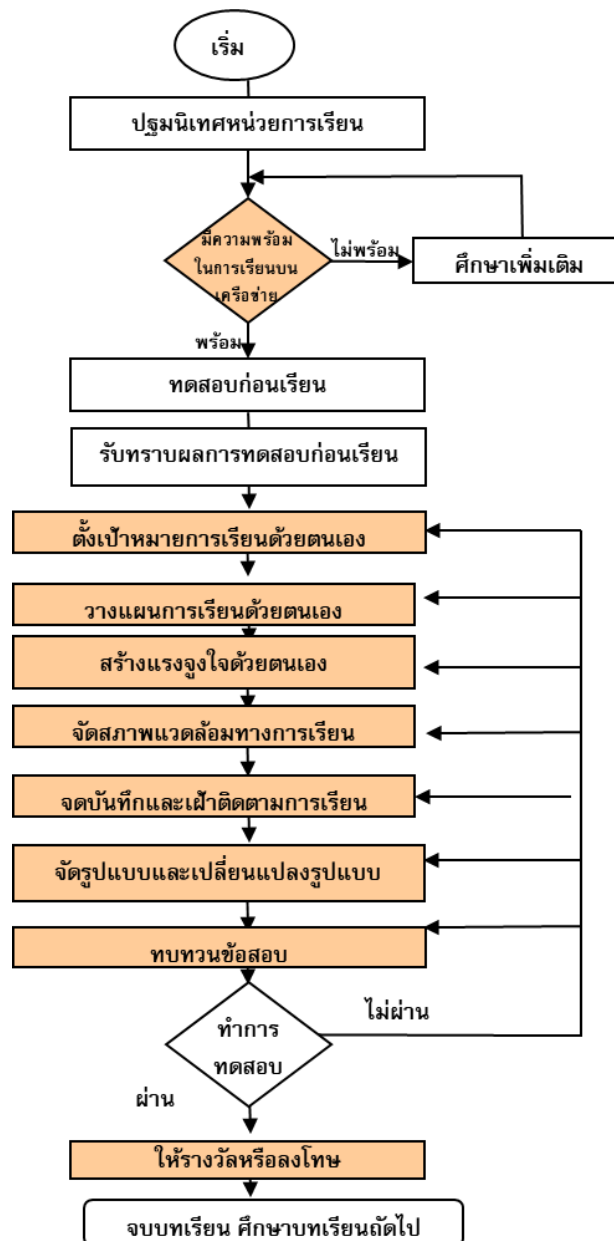 เริ่ม
ปฐมนิเทศหน่วยการเรียน
มีความพร้อม
ในการเรียนบน
เครือข่าย
ไม่พร้อม
ศึกษาเพิ่มเติม
พร้อม
ทดสอบก่อนเรียน
รับทราบผลการทดสอบก่อนเรียน
ตั้งเป้าหมายการเรียนด้วยตนเอง
วางแผนการเรียนด้วยตนเอง
สร้างแรงจูงใจด้วยตนเอง
จัดสภาพแวดล้อมทางการเรียน
จดบันทึกและเฝ้าติดตามการเรียน
จัดรูปแบบและเปลี่ยนแปลงรูปแบบ
ทบทวนข้อสอบ
ทำการ
ทดสอบ
ไม่ผ่าน
ผ่าน
ให้รางวัลหรือลงโทษ
จบบทเรียน ศึกษาบทเรียนถัดไป